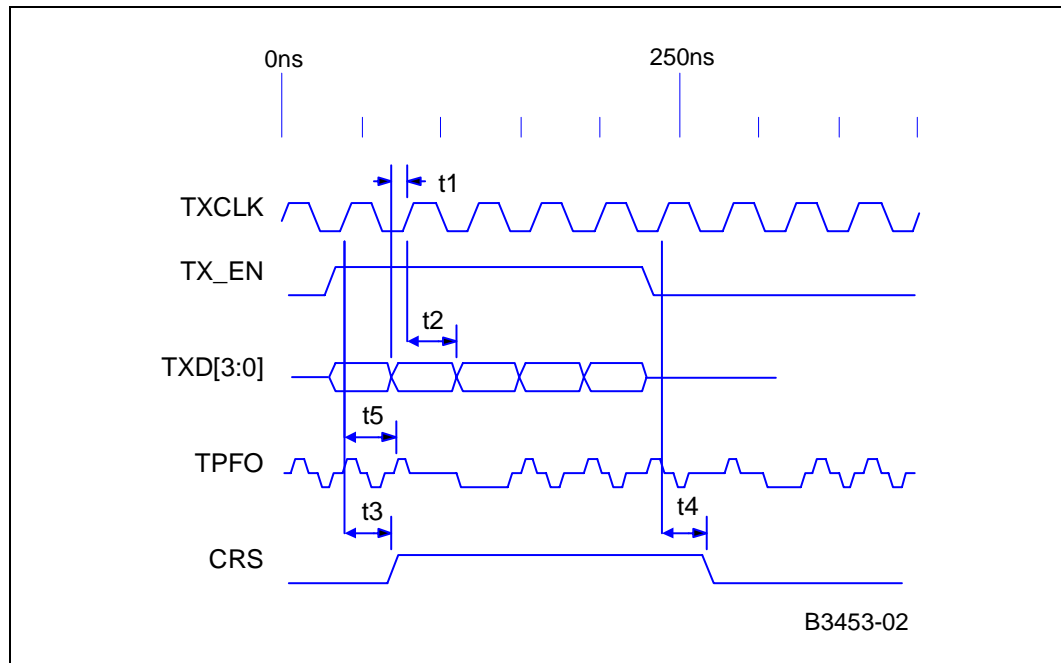 0ns
250ns
t1
TXCLK
TX_EN
t2
TXD[3:0]
t5
TPFO
t3
t4
CRS
B3453-02